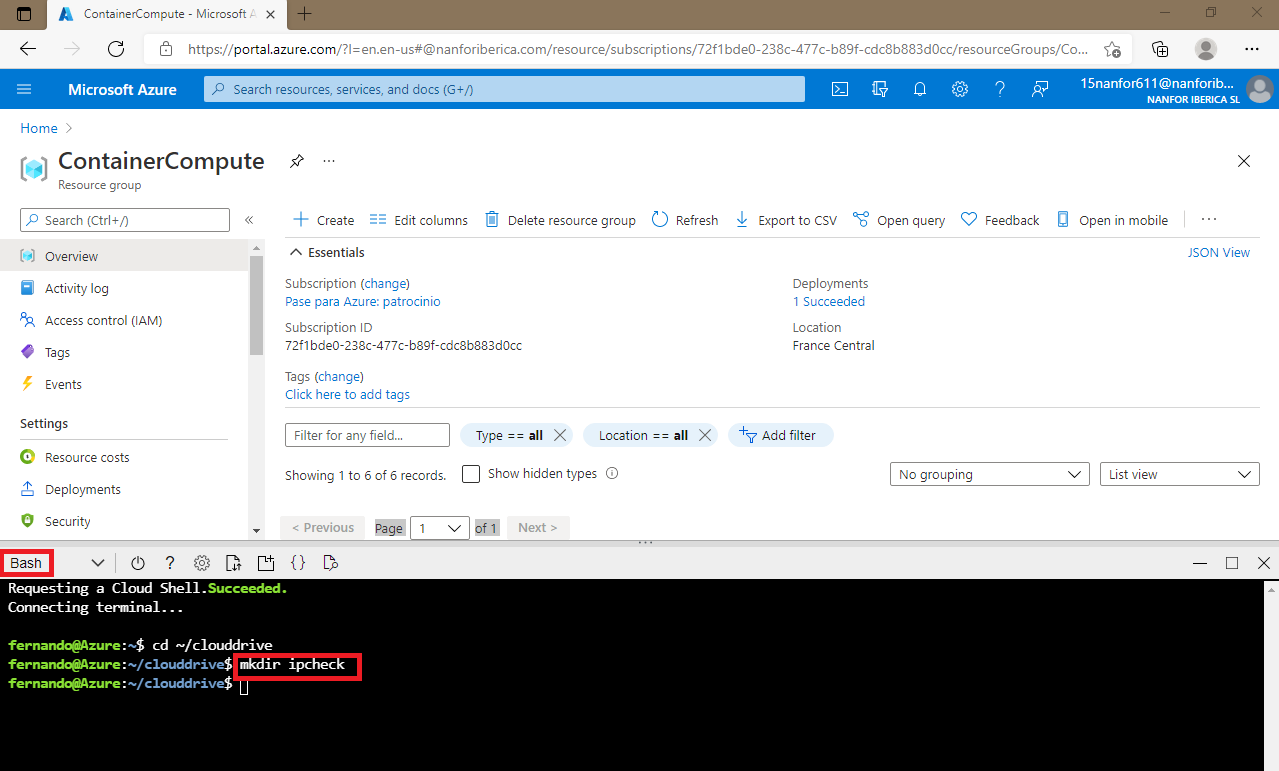 ContainerCompute - Microsoft A
https://portal.azure.com/?l=en.en-us#@nanforiberica.com/resource/subscriptions/72f1bde0-238c-477c-b89f-cdc8b883d0cc/resourceGroups/Co...
Microsoft Azure
Search resources, services, and docs (G+/)
15nanfor611@nanforib...
NANFOR IBERICA SL
Home >
ContainerCompute
...
Resource group
Search (Ctrl+/)
«
Create
Edit columns
Delete resource group
Refresh
Export to CSV
Open query
Feedback
Open in mobile
...
Overview
Activity log
Access control (IAM)
Tags
Events
Settings
Resource costs
Deployments
Security
Essentials
JSON View
Subscription (change)
Pase para Azure: patrocinio
Subscription ID
72f1bde0-238c-477c-b89f-cdc8b883d0cc
Tags (change)
Click here to add tags
Deployments
1 Succeeded
Location
France Central
Filter for any field...
Type == all
Location == all
Add filter
Showing 1 to 6 of 6 records.
Show hidden types
No grouping
List view
< Previous
Page
1
of 1
Next >
Bash
?
{}
Requesting a Cloud Shell.Succeeded.
Connecting terminal...
fernando@Azure:~$ cd ~/clouddrive
fernando@Azure:~/clouddrive$ mkdir ipcheck
fernando@Azure:~/clouddrive$